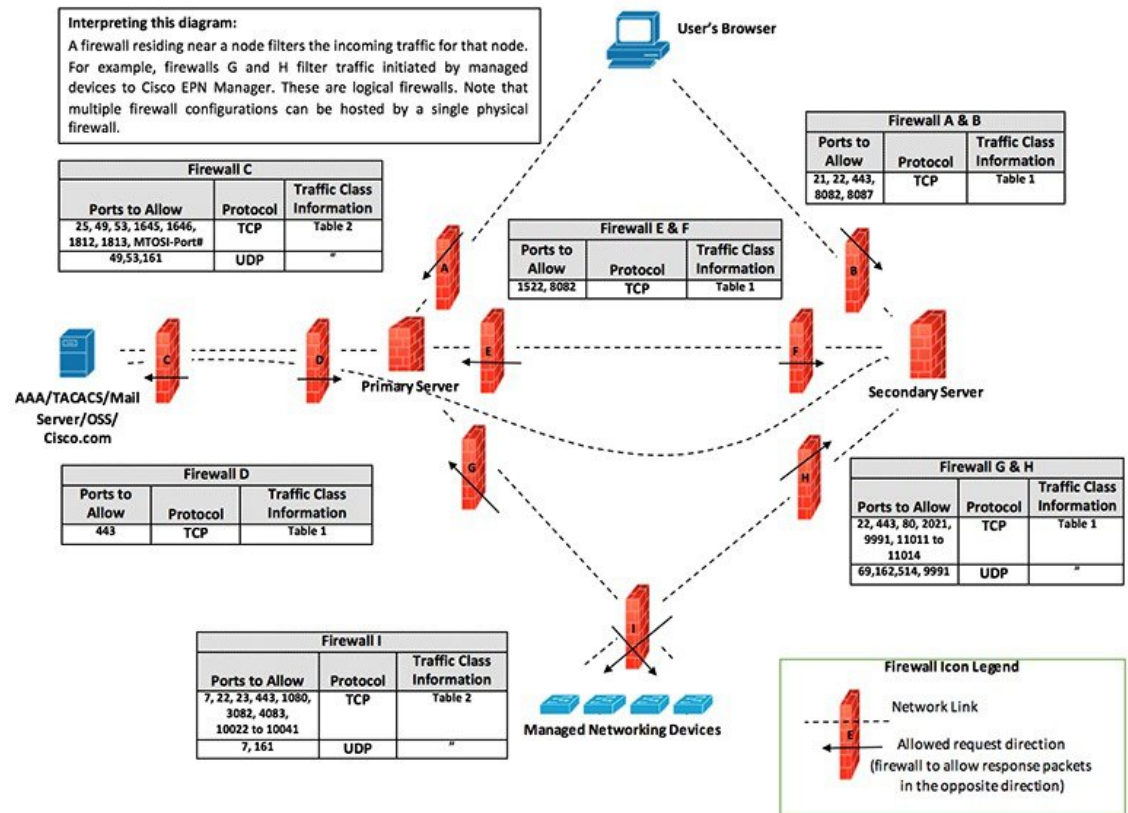 Interpreting this diagram:
A firewall residing near a node filters the incoming traffic for that node.
For example, firewalls G and H filter traffic initiated by managed
devices to Cisco EPN Manager. These are logical firewalls. Note that
multiple firewall configurations can be hosted by a single physical
firewall.
User's Browser
Firewall A & B
Ports to Allow Protocol Traffic Class Information
21, 22, 443,
8082, 8087 TCP Table 1
Firewall C
Ports to Allow Protocol Traffic Class Information
25, 49, 53, 1645, 1646,
1812, 1813, MTOSI-Port# TCP Table 2
49,53,161 UDP "
Firewall E & F
Ports to Allow Protocol Traffic Class Information
1522, 8082 TCP Table 1
A
B
C
D
Primary Server
E
F
Secondary Server
AAA/TACACS/Mail
Server/OSS/
Cisco.com
G
H
Firewall D
Ports to Allow Protocol Traffic Class Information
443 TCP Table 1
Firewall G & H
Ports to Allow Protocol Traffic Class Information
22, 443, 80, 2021,
9991, 11011 to
11014 TCP Table 1
69,162,514, 9991 UDP "
I
Firewall I
Ports to Allow Protocol Traffic Class Information
7, 22, 23, 443, 1080,
3082, 4083,
10022 to 10041 TCP Table 2
7, 161 UDP "
Managed Networking Devices
Firewall Icon Legend
Network Link
E
Allowed request direction
(firewall to allow response packets
in the opposite direction)